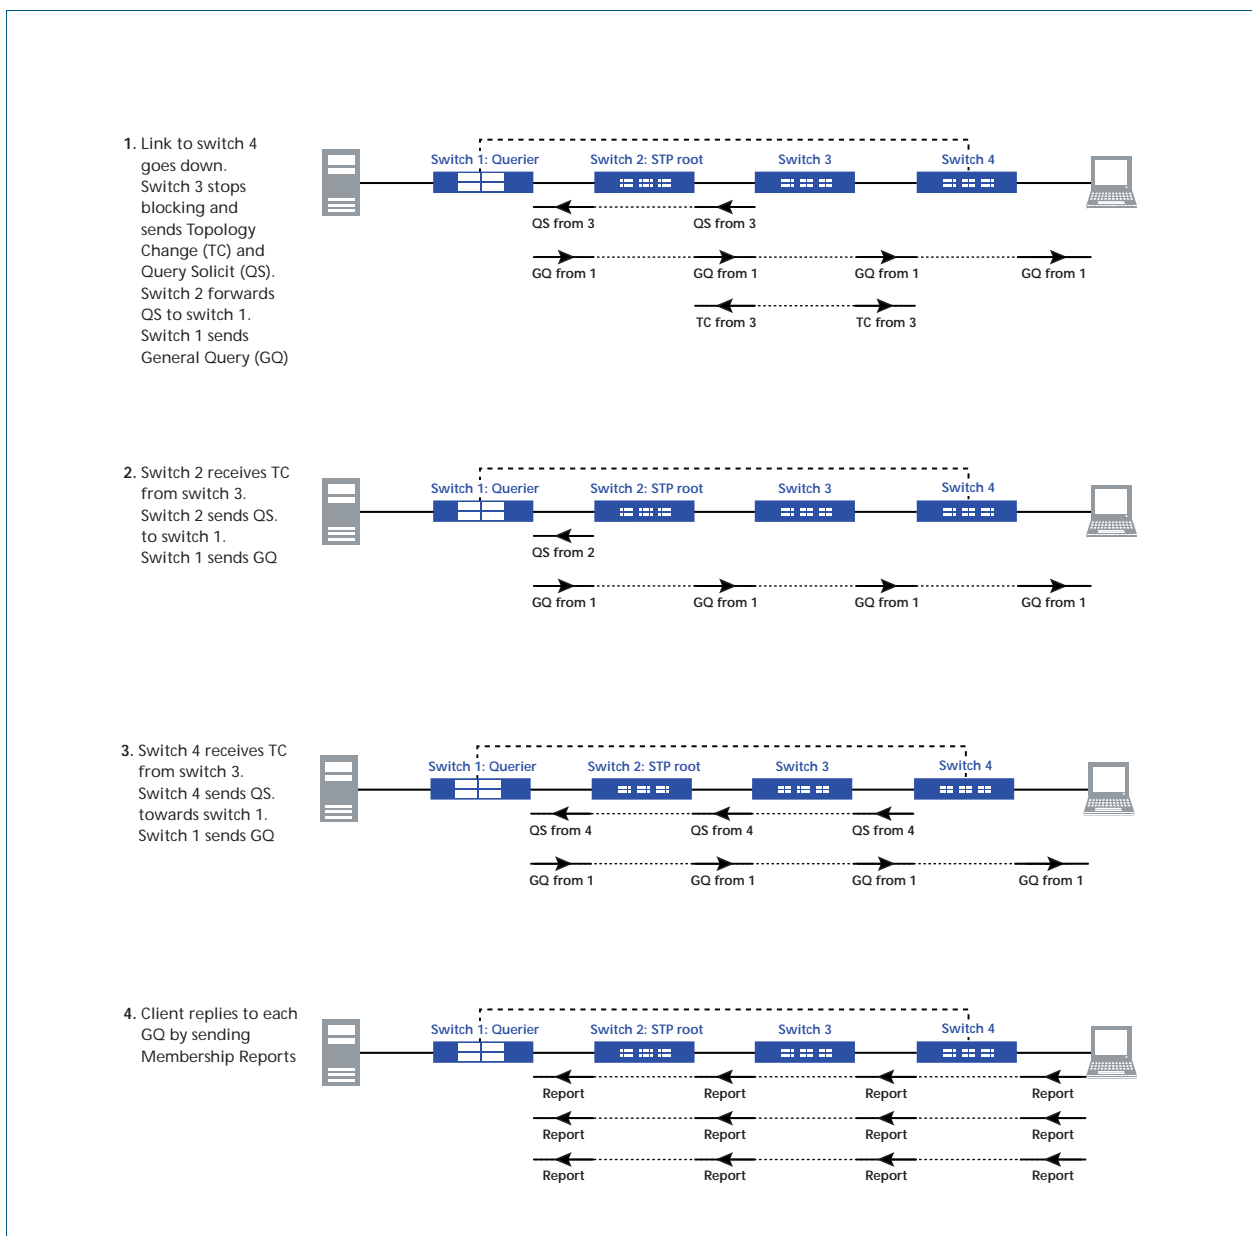 1. Link to switch 4
goes down.
Switch 3 stops
blocking and
sends Topology
Change (TC) and
Query Solicit (QS).
Switch 2 forwards
QS to switch 1.
Switch 1 sends
General Query (GQ)
Switch 1: Querier Switch 2: STP root Switch 3 Switch 4
QS from 3 QS from 3
GQ from 1 GQ from 1 GQ from 1 GQ from 1
TC from 3 TC from 3
2. Switch 2 receives TC
from switch 3.
Switch 2 sends QS.
to switch 1.
Switch 1 sends GQ
Switch 1: Querier Switch 2: STP root Switch 3 Switch 4
QS from 2
GQ from 1 GQ from 1 GQ from 1 GQ from 1
3. Switch 4 receives TC
from switch 3.
Switch 4 sends QS.
towards switch 1.
Switch 1 sends GQ
Switch 1: Querier Switch 2: STP root Switch 3 Switch 4
QS from 4 QS from 4 QS from 4
GQ from 1 GQ from 1 GQ from 1 GQ from 1
4. Client replies to each
GQ by sending
Membership Reports
Switch 1: Querier Switch 2: STP root Switch 3 Switch 4
Report Report Report Report
Report Report Report Report
Report Report Report Report